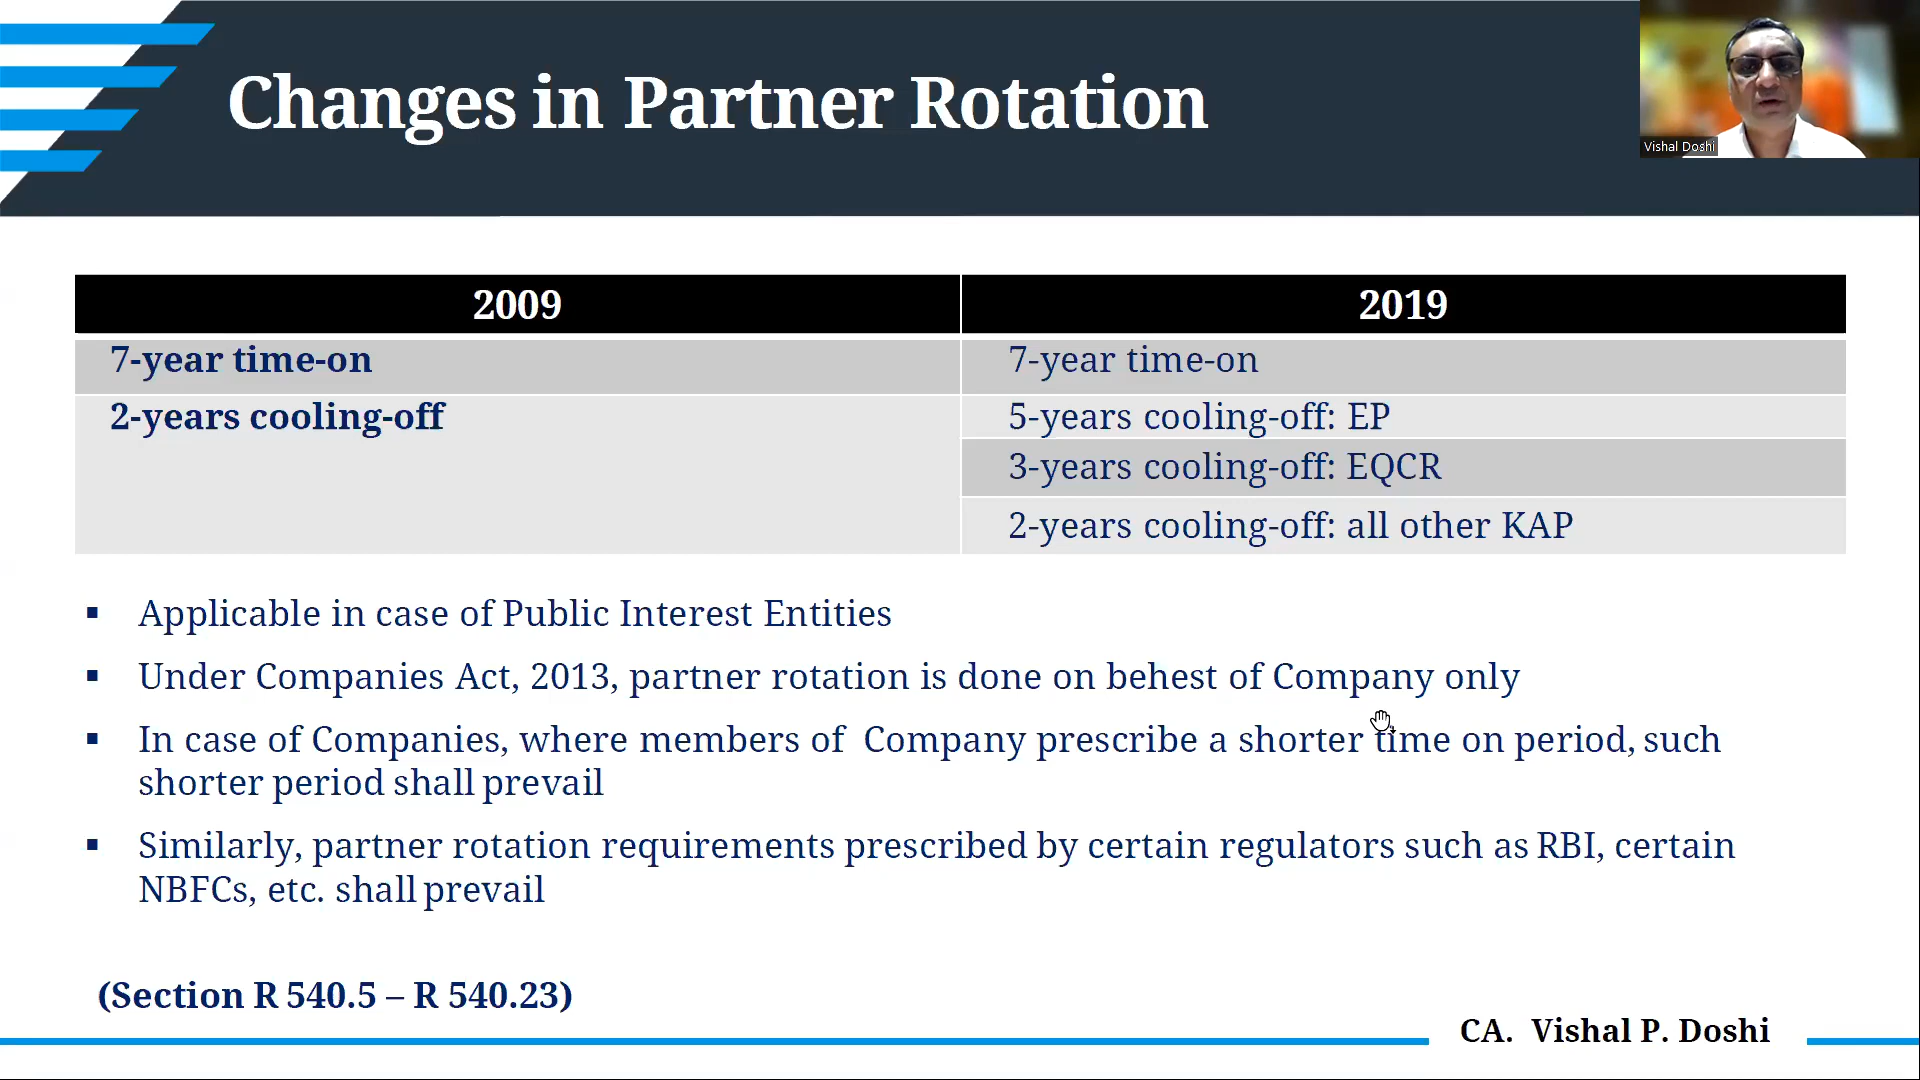 Changes in Partner Rotation
Vishal Doshi
2009
2019
7-year time-on
7-year time-on
2-years cooling-off
5-years cooling-off: EP
3-years cooling-off: EQCR
2-years cooling-off: all other KAP
▪ Applicable in case of Public Interest Entities
▪ Under Companies Act, 2013, partner rotation is done on behest of Company only
▪ In case of Companies, where members of Company prescribe a shorter time on period, such
shorter period shall prevail
▪ Similarly, partner rotation requirements prescribed by certain regulators such as RBI, certain
NBFCs, etc. shall prevail
(Section R 540.5 – R 540.23)
CA. Vishal P. Doshi